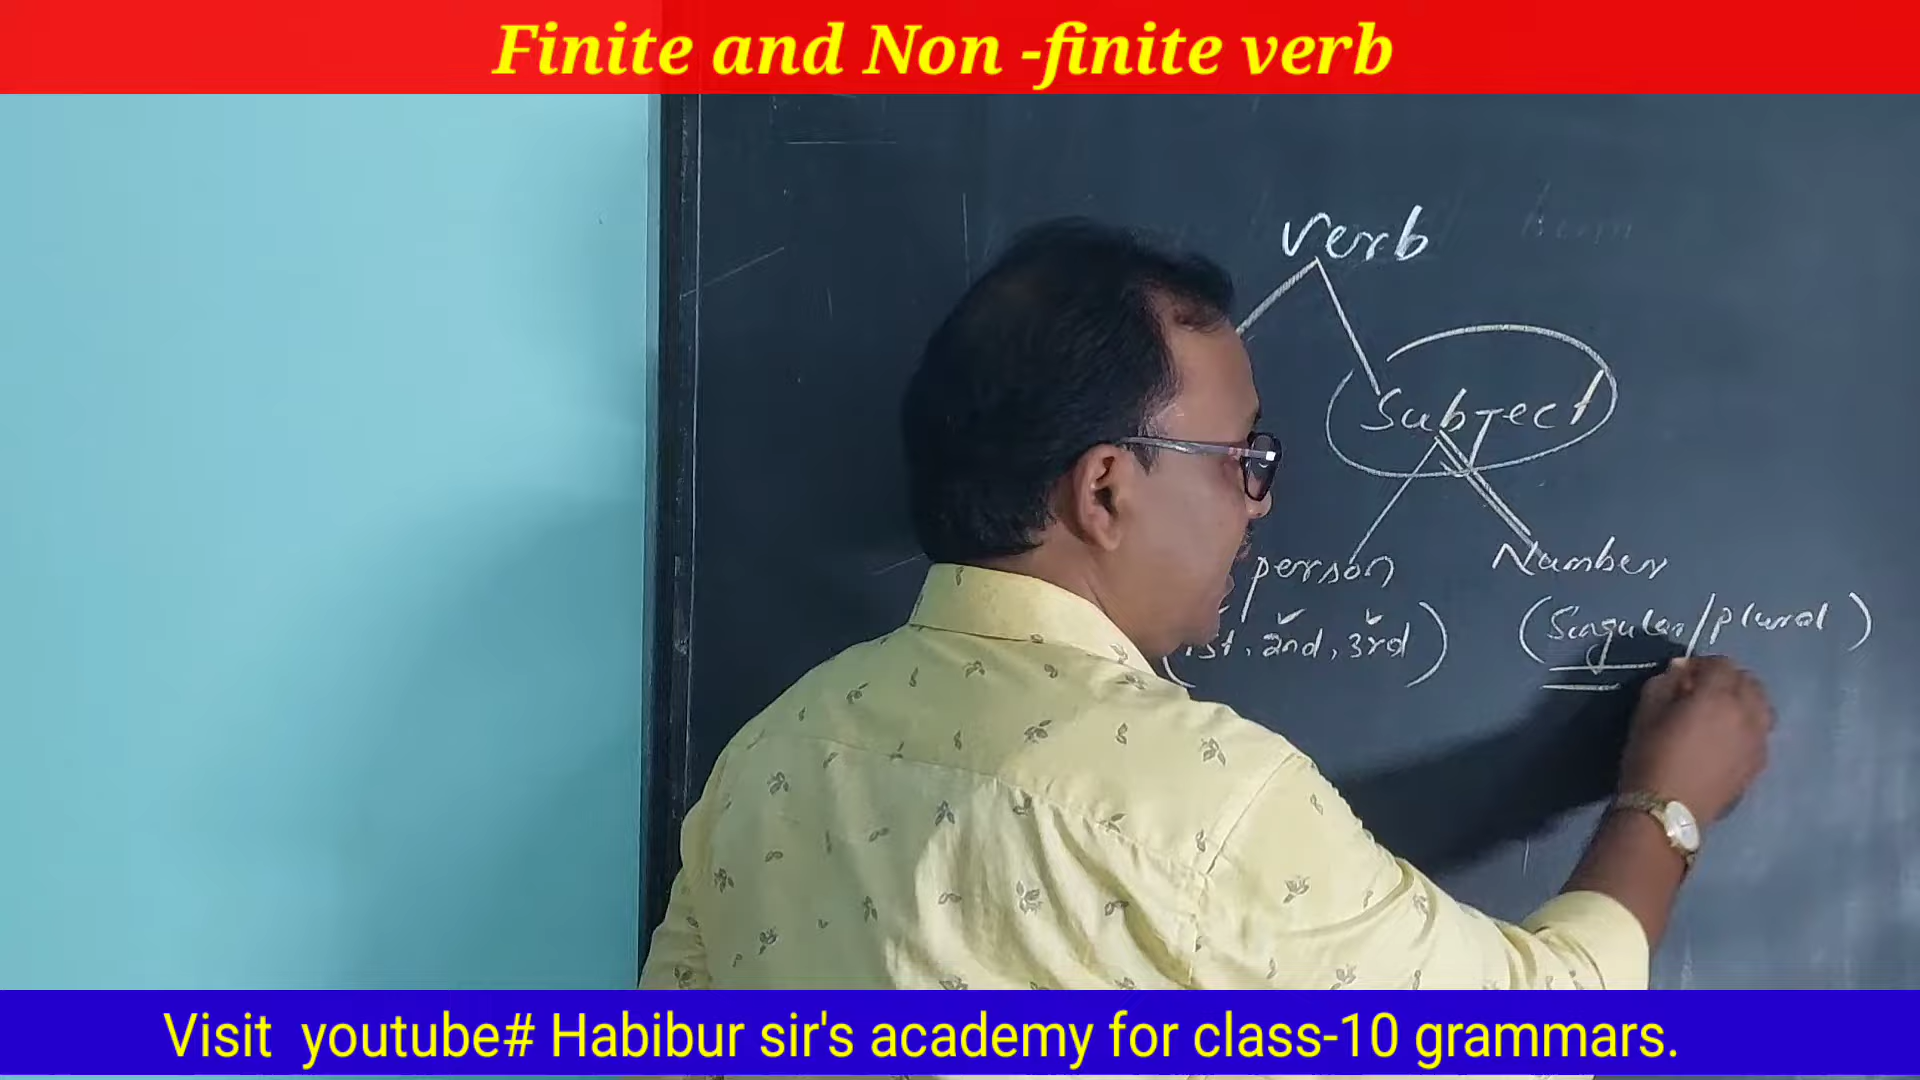 Finite and Non -finite verb
Verb
Subject
person Number
(1st, 2nd, 3rd) (Singular/plural)
Visit youtube# Habibur sir's academy for class-10 grammars.